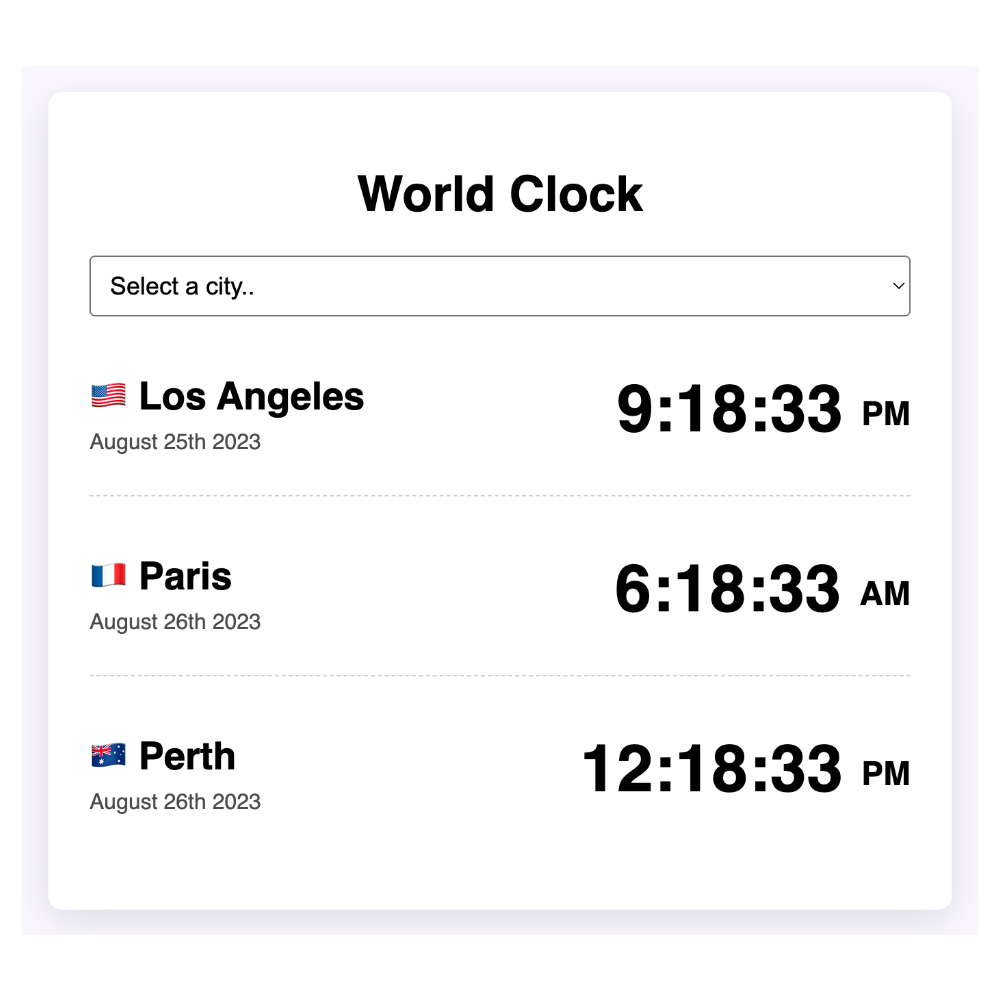 World Clock
Select a city..
🇺🇸 Los Angeles 9:18:33 PM
August 25th 2023
🇫🇷 Paris 6:18:33 AM
August 26th 2023
🇦🇺 Perth 12:18:33 PM
August 26th 2023